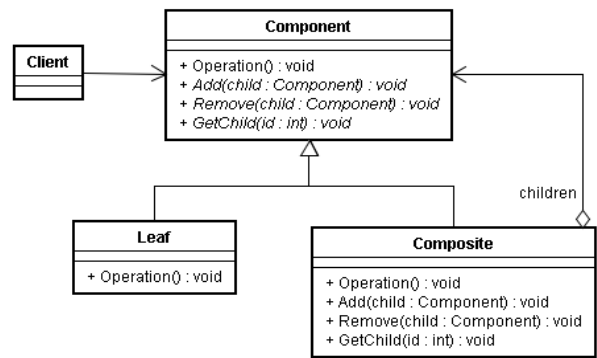 Component
+ Operation() : void
+ Add(child : Component) : void
+ Remove(child : Component) : void
+ GetChild(id : int) : void
Client
children
Leaf
+ Operation() : void
Composite
+ Operation() : void
+ Add(child : Component) : void
+ Remove(child : Component) : void
+ GetChild(id : int) : void